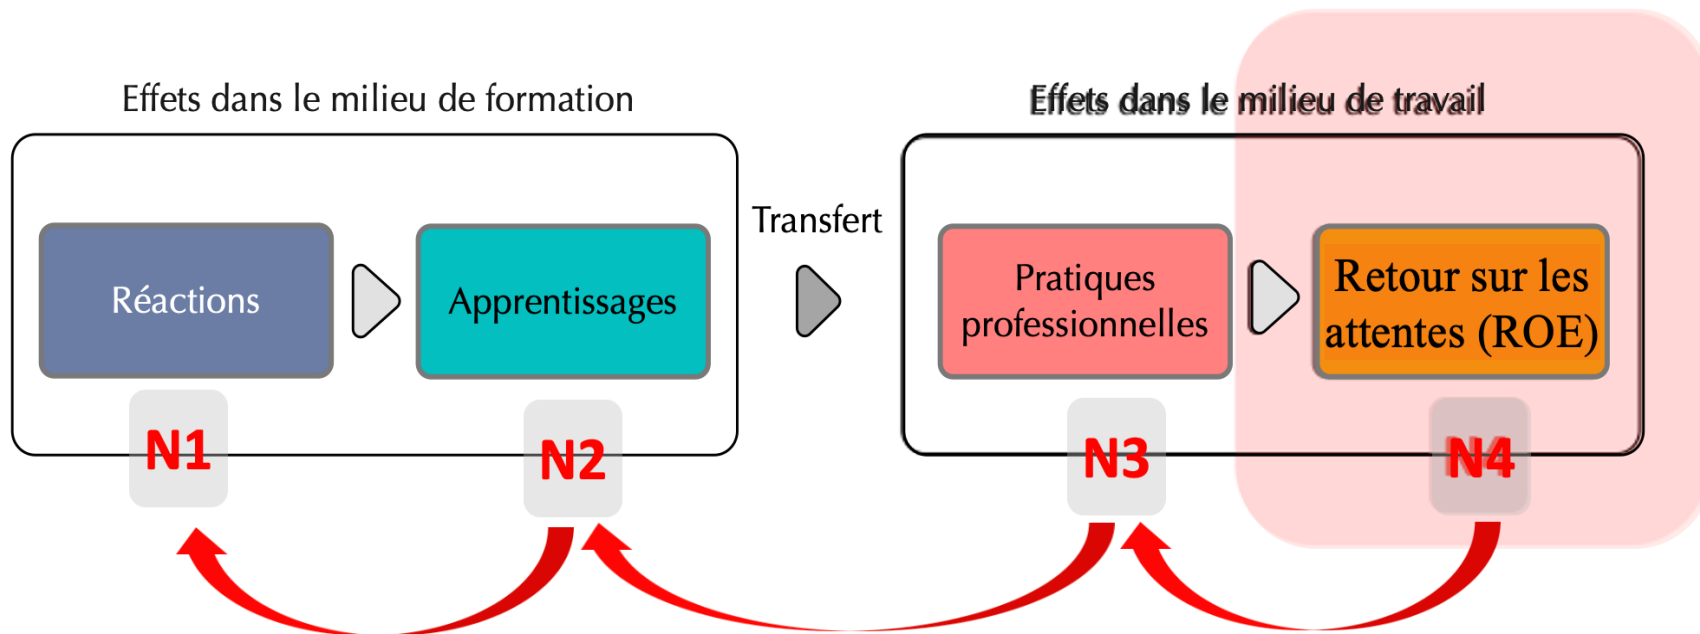 Effets dans le milieu de formation
Effets dans le milieu de travail
Transfert
Réactions
Apprentissages
Pratiques
professionnelles
Retour sur les
attentes (ROE)
N1
N2
N3
N4